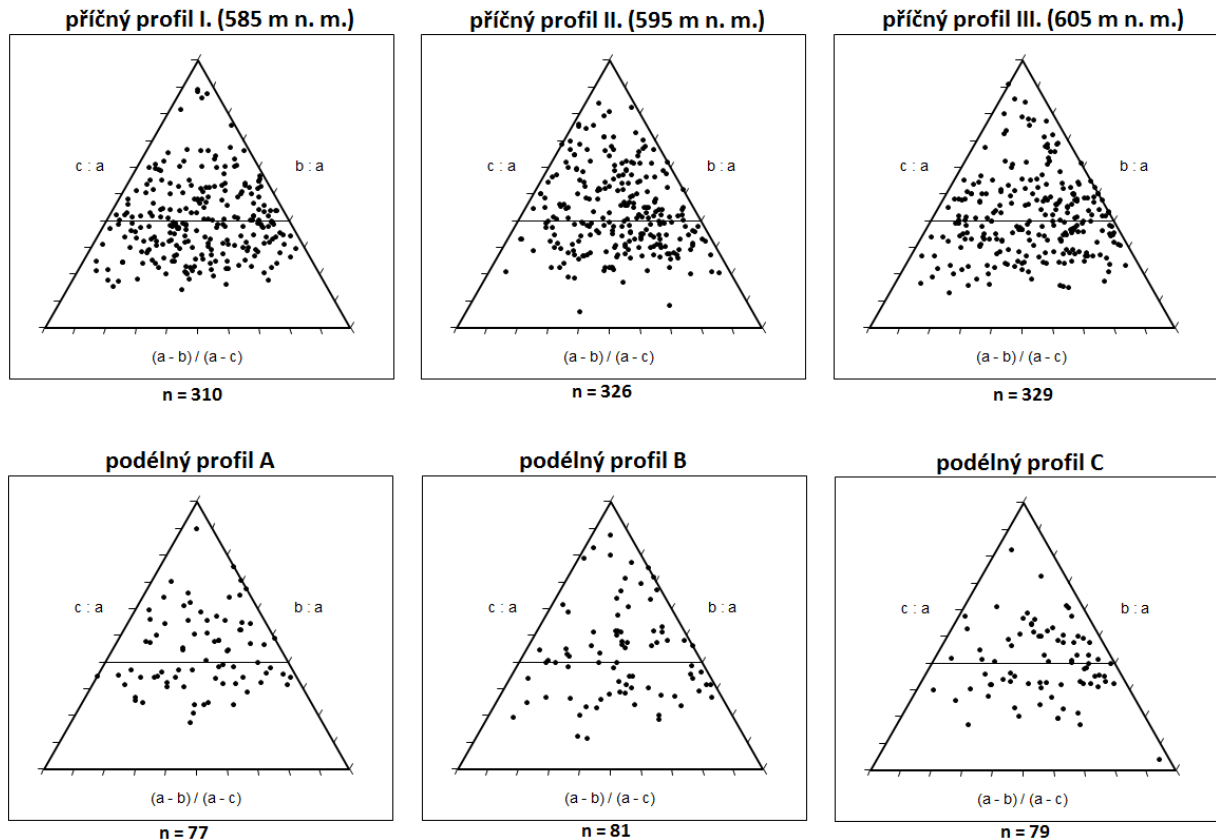 příčný profil I. (585 m n. m.)
příčný profil II. (595 m n. m.)
příčný profil III. (605 m n. m.)
c : a
b : a
c : a
b : a
c : a
b : a
(a - b) / (a - c)
(a - b) / (a - c)
(a - b) / (a - c)
n = 310
n = 326
n = 329
podélný profil A
podélný profil B
podélný profil C
c : a
b : a
c : a
b : a
c : a
b : a
(a - b) / (a - c)
(a - b) / (a - c)
(a - b) / (a - c)
n = 77
n = 81
n = 79